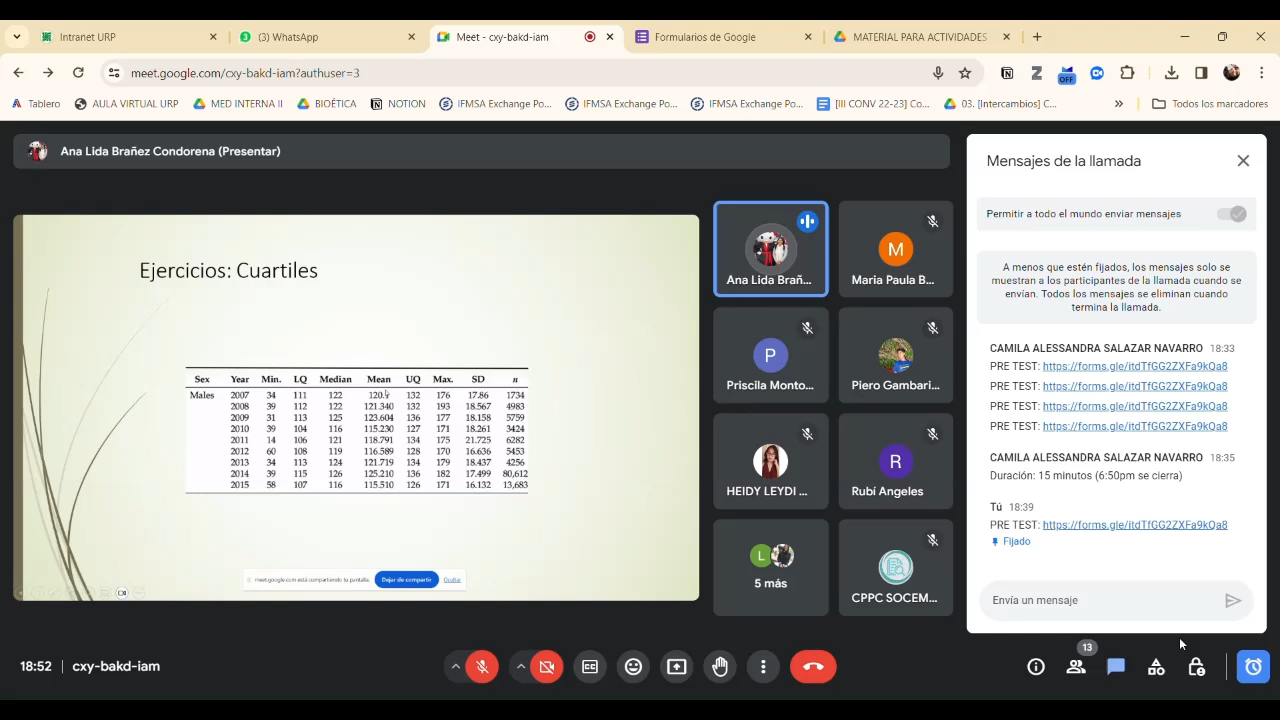 Intranet URP
(3) WhatsApp
Meet - cxy-bakd-iam
Formularios de Google
MATERIAL PARA ACTIVIDADES
meet.google.com/cxy-bakd-iam?authuser=3
OFF
Tablero
AULA VIRTUAL URP
MED INTERNA II
BIOÉTICA
NOTION
IFMSA Exchange Po...
IFMSA Exchange Po...
IFMSA Exchange Po...
[III CONV 22-23] Co...
03. [Intercambios] C...
Todos los marcadores
Ana Lida Brañez Condorena (Presentar)
Ejercicios: Cuartiles
Sex Year Min. LQ Median Mean UQ Max. SD n
Males 2007 34 111 122 132 176 17.86 1734
2008 39 112 122 121.340 132 193 18.567 4983
2009 31 113 125 123.604 136 177 18.158 5759
2010 39 104 116 115.230 127 171 18.261 3424
2011 14 106 121 118.791 134 175 21.725 6282
2012 60 108 119 116.589 128 170 16.636 5453
2013 34 113 124 121.719 134 179 18.437 4256
2014 39 115 126 125.210 136 182 17.499 80,612
2015 58 107 116 115.510 126 171 16.132 13,683
meet.google.com está compartiendo tu pantalla.
Dejar de compartir
Ocultar
Ana Lida Brañ...
M
Maria Paula B...
P
Priscila Monto...
Piero Gambari...
HEIDY LEYDI ...
R
Rubí Angeles
L
5 más
CPPC SOCEM...
Mensajes de la llamada
Permitir a todo el mundo enviar mensajes
A menos que estén fijados, los mensajes solo se
muestran a los participantes de la llamada cuando se
envían. Todos los mensajes se eliminan cuando
termina la llamada.
CAMILA ALESSANDRA SALAZAR NAVARRO 18:33
PRE TEST: https://forms.gle/itdTfGG2ZXFa9kQa8
PRE TEST: https://forms.gle/itdTfGG2ZXFa9kQa8
PRE TEST: https://forms.gle/itdTfGG2ZXFa9kQa8
PRE TEST: https://forms.gle/itdTfGG2ZXFa9kQa8
CAMILA ALESSANDRA SALAZAR NAVARRO 18:35
Duración: 15 minutos (6:50pm se cierra)
Tú 18:39
PRE TEST: https://forms.gle/itdTfGG2ZXFa9kQa8
Fijado
Envía un mensaje
18:52 | cxy-bakd-iam
13